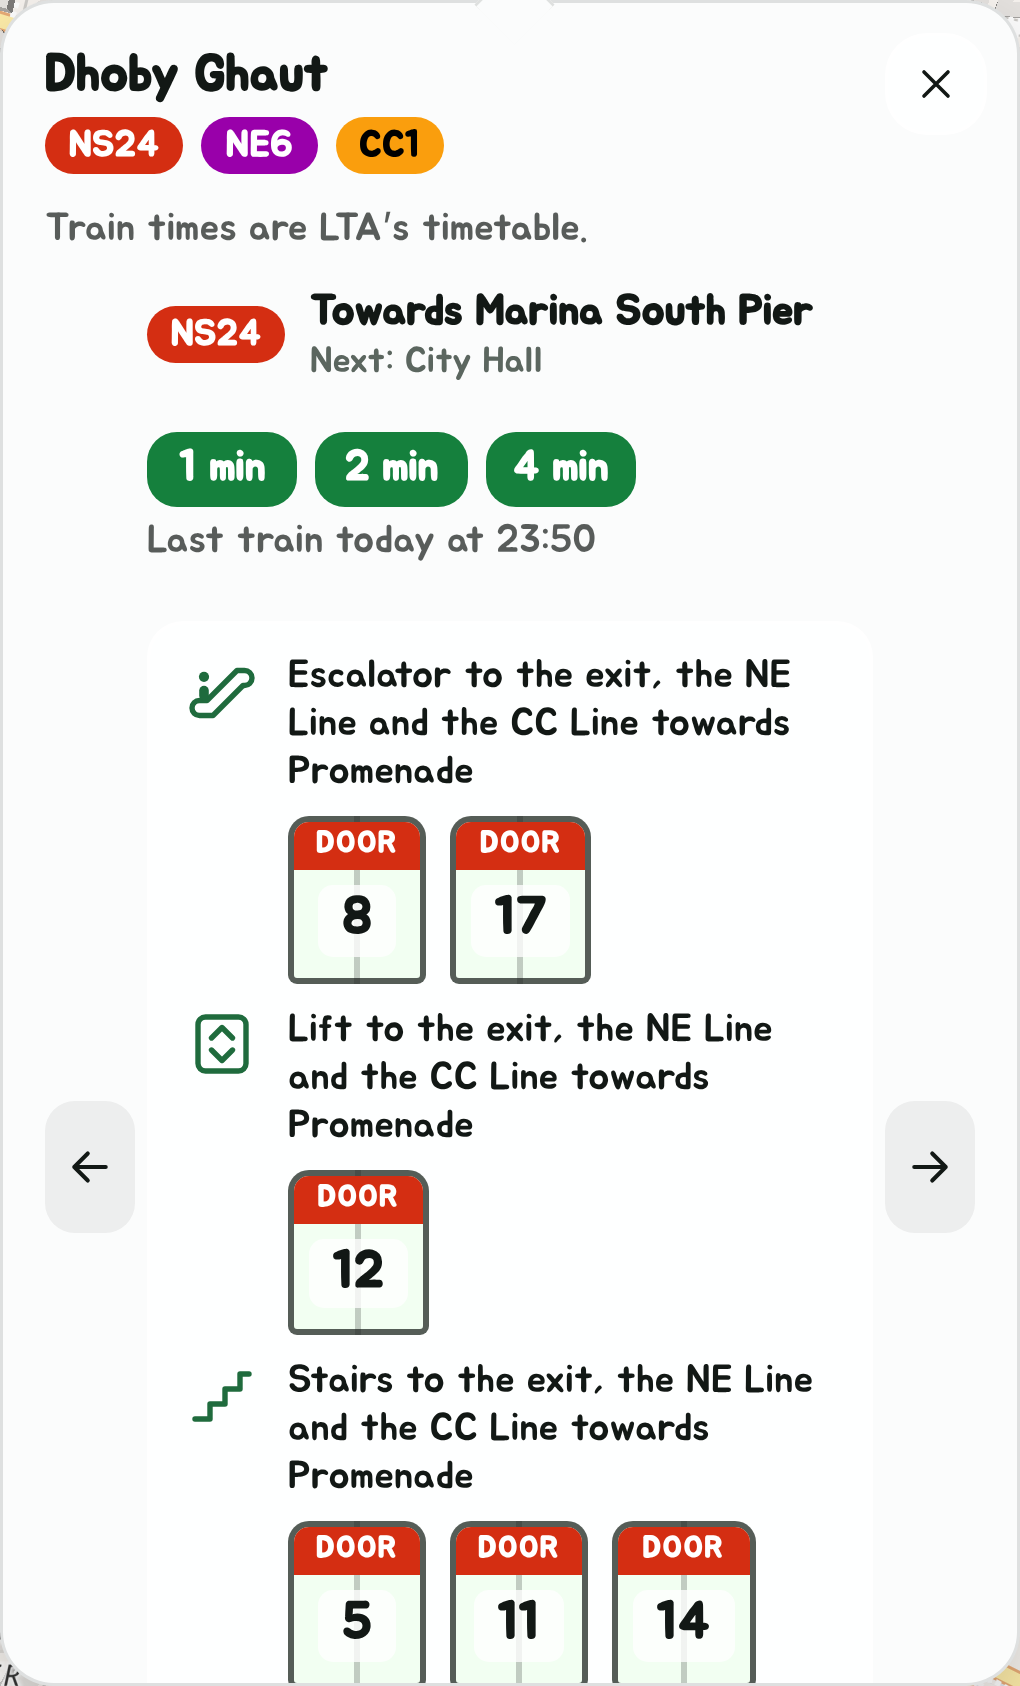 Dhoby Ghaut
NS24 NE6 CC1
Train times are LTA's timetable.
NS24
Towards Marina South Pier
Next: City Hall
1 min 2 min 4 min
Last train today at 23:50
Escalator to the exit, the NE
Line and the CC Line towards
Promenade
DOOR DOOR
8 17
Lift to the exit, the NE Line
and the CC Line towards
Promenade
DOOR
12
Stairs to the exit, the NE Line
and the CC Line towards
Promenade
DOOR DOOR DOOR
5 11 14